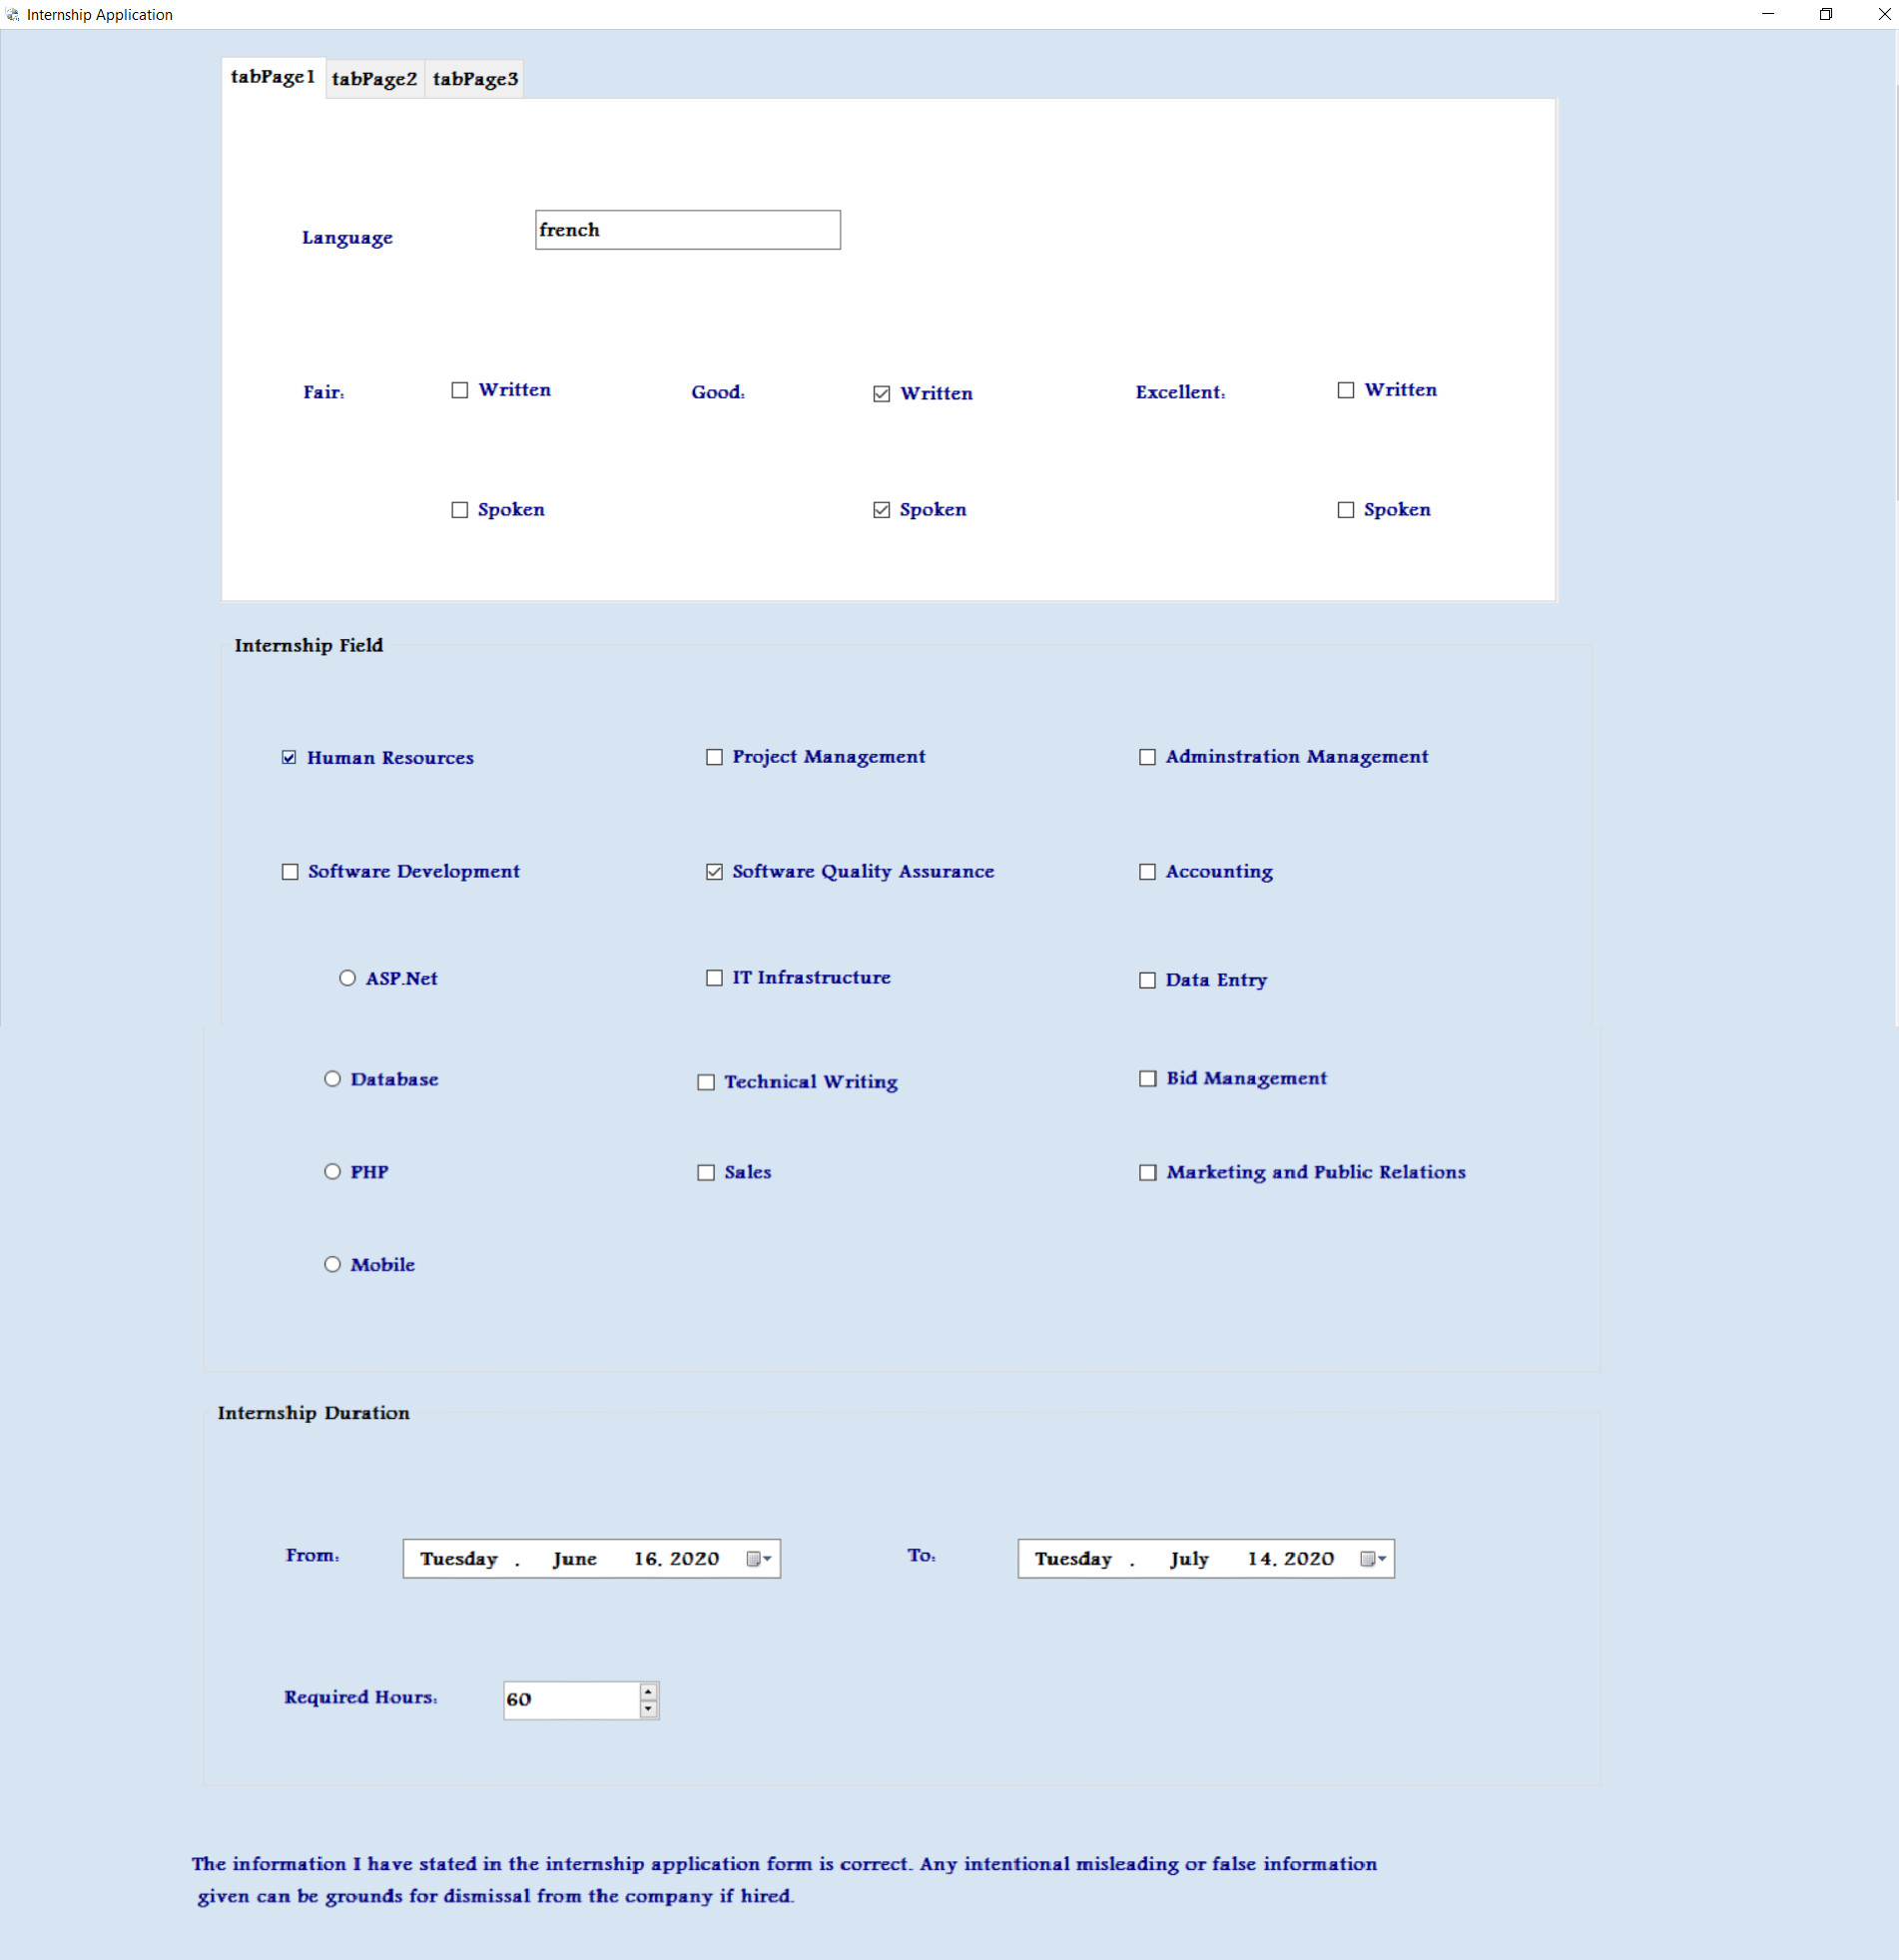 Internship Application
tabPage1 tabPage2 tabPage3
Language french
Fair: Written Good: Written Excellent: Written
Spoken Spoken Spoken
Internship Field
Human Resources Project Management Adminstration Management
Software Development Software Quality Assurance Accounting
ASP.Net IT Infrastructure Data Entry
Database Technical Writing Bid Management
PHP Sales Marketing and Public Relations
Mobile
Internship Duration
From: Tuesday , June 16, 2020 To: Tuesday , July 14, 2020
Required Hours: 60
The information I have stated in the internship application form is correct. Any intentional misleading or false information
given can be grounds for dismissal from the company if hired.